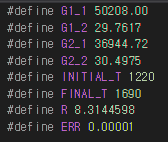 #define G1_1 50208.00
#define G1_2 29.7617
#define G2_1 36944.72
#define G2_2 30.4975
#define INITIAL_T 1220
#define FINAL_T 1690
#define R 8.3144598
#define ERR 0.00001